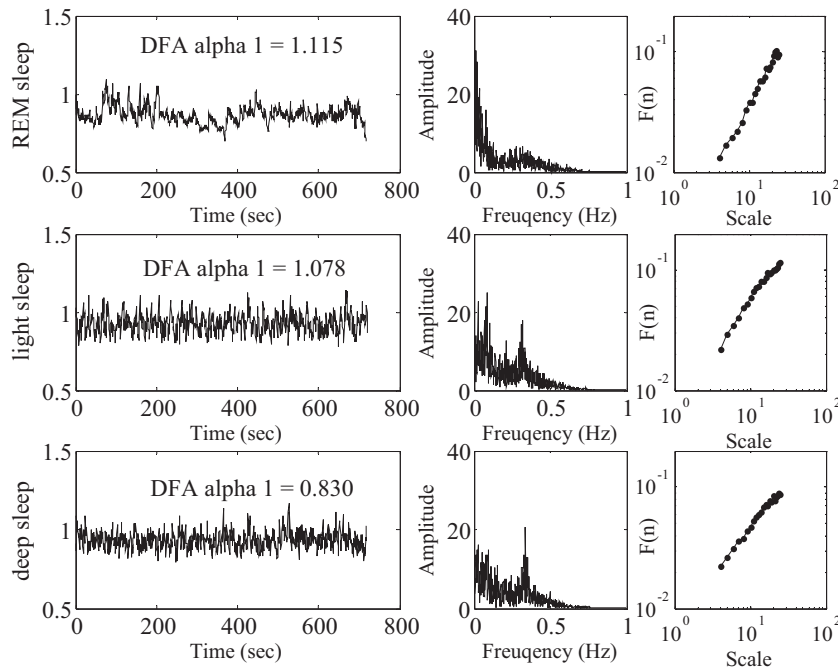 REM sleep
1.5
1
0.5
DFA alpha 1 = 1.115
0 200 400 600 800
Time (sec)
Amplitude
40
20
0
0 0.5 1
Freuqency (Hz)
F(n)
10⁻¹
10⁻²
10⁰ 10¹ 10²
Scale
light sleep
1.5
1
0.5
DFA alpha 1 = 1.078
0 200 400 600 800
Time (sec)
Amplitude
40
20
0
0 0.5 1
Freuqency (Hz)
F(n)
10⁻¹
10⁻²
10⁰ 10¹ 10²
Scale
deep sleep
1.5
1
0.5
DFA alpha 1 = 0.830
0 200 400 600 800
Time (sec)
Amplitude
40
20
0
0 0.5 1
Freuqency (Hz)
F(n)
10⁻¹
10⁻²
10⁰ 10¹ 10²
Scale